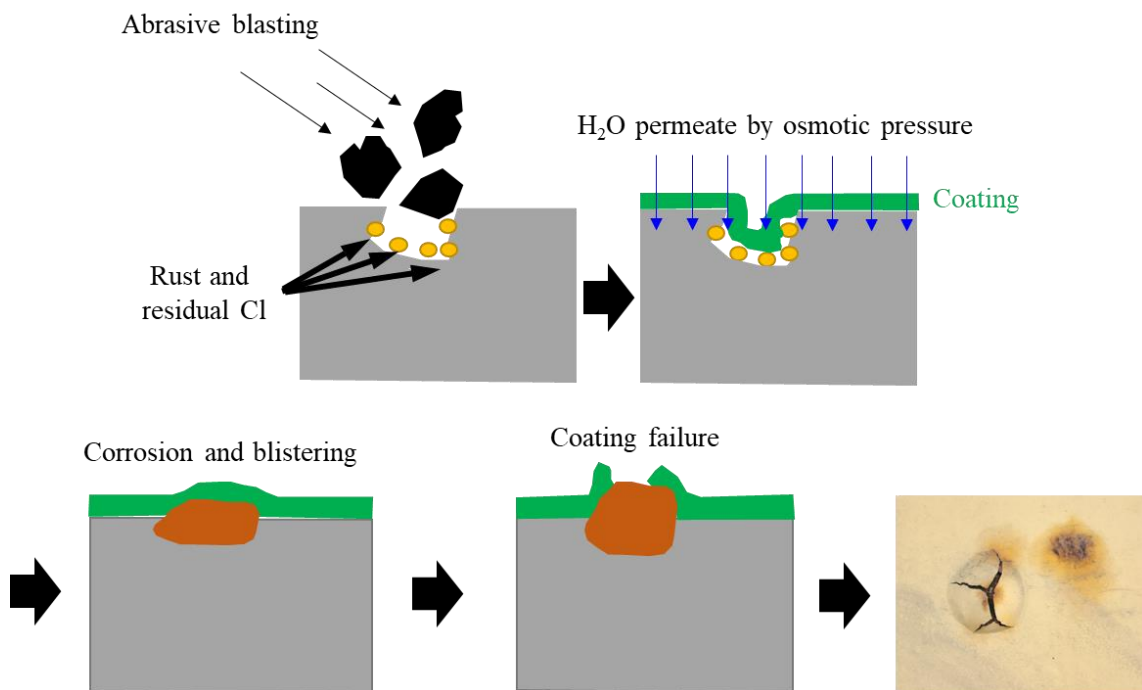 Abrasive blasting
H₂O permeate by osmotic pressure
Coating
Rust and
residual Cl
Corrosion and blistering
Coating failure